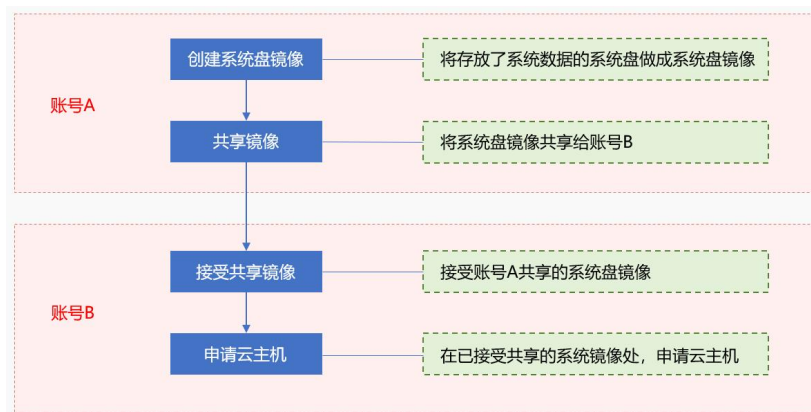 创建系统盘镜像
将存放了系统数据的系统盘做成系统盘镜像
账号A
共享镜像
将系统盘镜像共享给账号B
接受共享镜像
接受账号A共享的系统盘镜像
账号B
申请云主机
在已接受共享的系统镜像处，申请云主机